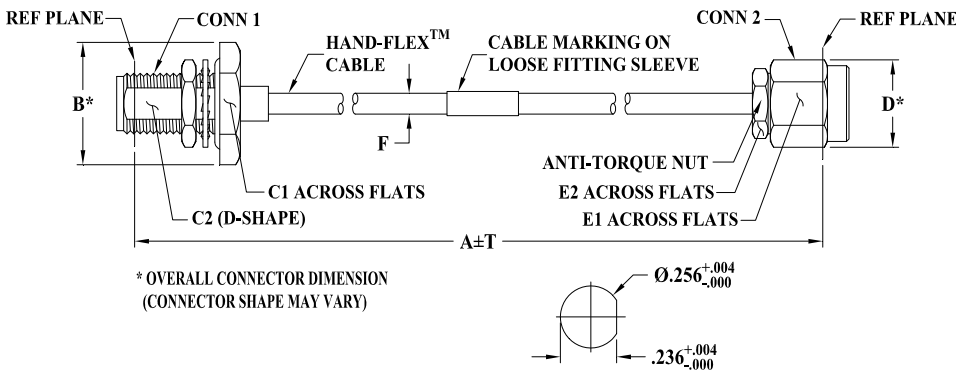 REF PLANE
CONN 1
HAND-FLEX™
CABLE
CABLE MARKING ON
LOOSE FITTING SLEEVE
CONN 2
REF PLANE
B*
F
D*
ANTI-TORQUE NUT
C1 ACROSS FLATS
E2 ACROSS FLATS
C2 (D-SHAPE)
E1 ACROSS FLATS
A±T
* OVERALL CONNECTOR DIMENSION
(CONNECTOR SHAPE MAY VARY)
Ø.256 +.004 -.000
.236 +.004 -.000